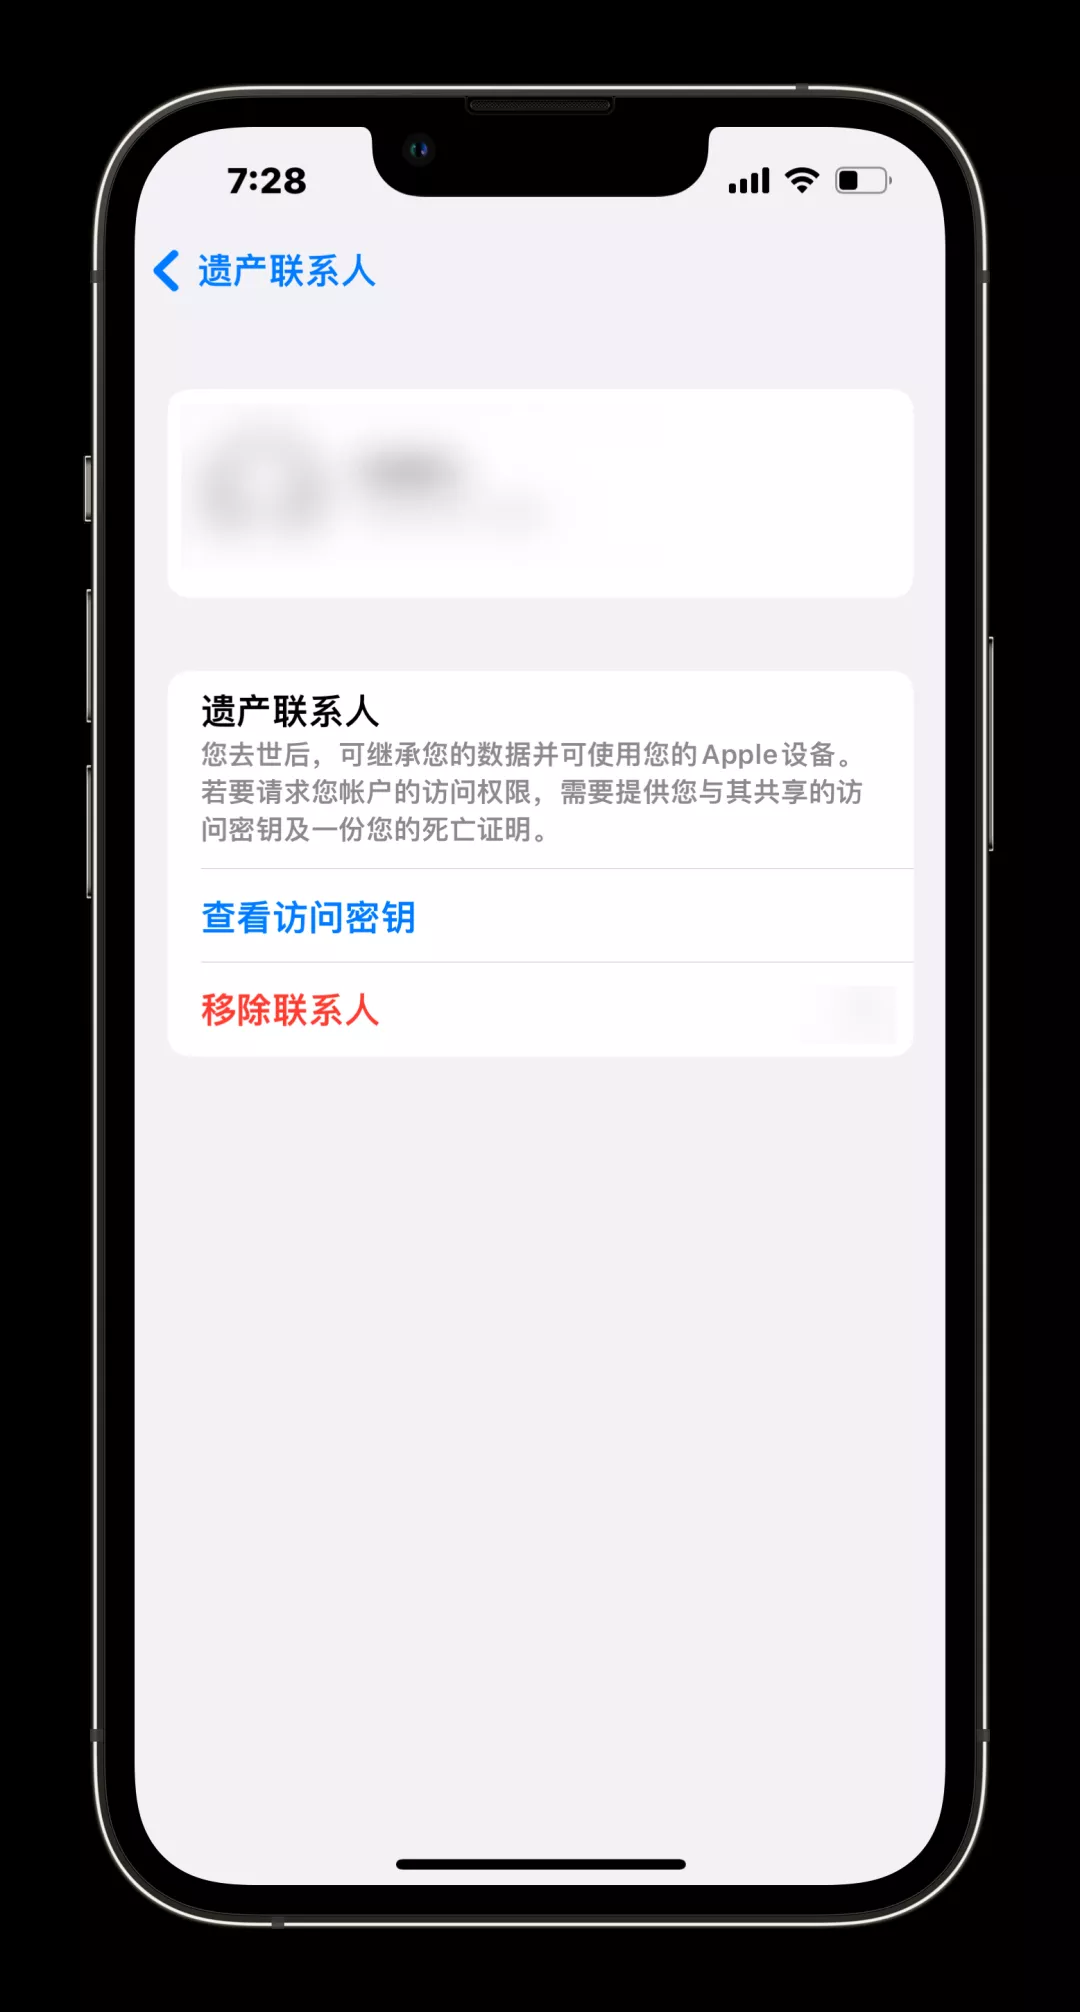 7:28
遗产联系人
遗产联系人
您去世后，可继承您的数据并可使用您的Apple设备。
若要请求您帐户的访问权限，需要提供您与其共享的访
问密钥及一份您的死亡证明。
查看访问密钥
移除联系人